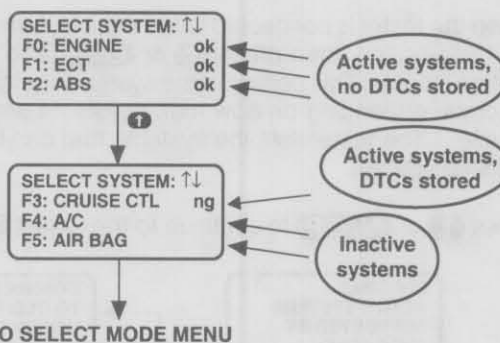 SELECT SYSTEM: ↑↓
F0: ENGINE ok
F1: ECT ok
F2: ABS ok
Active systems,
no DTCs stored
SELECT SYSTEM: ↑↓
F3: CRUISE CTL ng
F4: A/C
F5: AIR BAG
Active systems,
DTCs stored
Inactive
systems
O SELECT MODE MENU